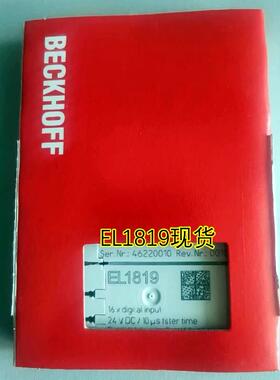 BECKHOFF
EL1819现货
Ser.Nr.: 46220010 Rev.Nr.:
EL1819
16 x digital input
24 V DC / 10 µs filter time